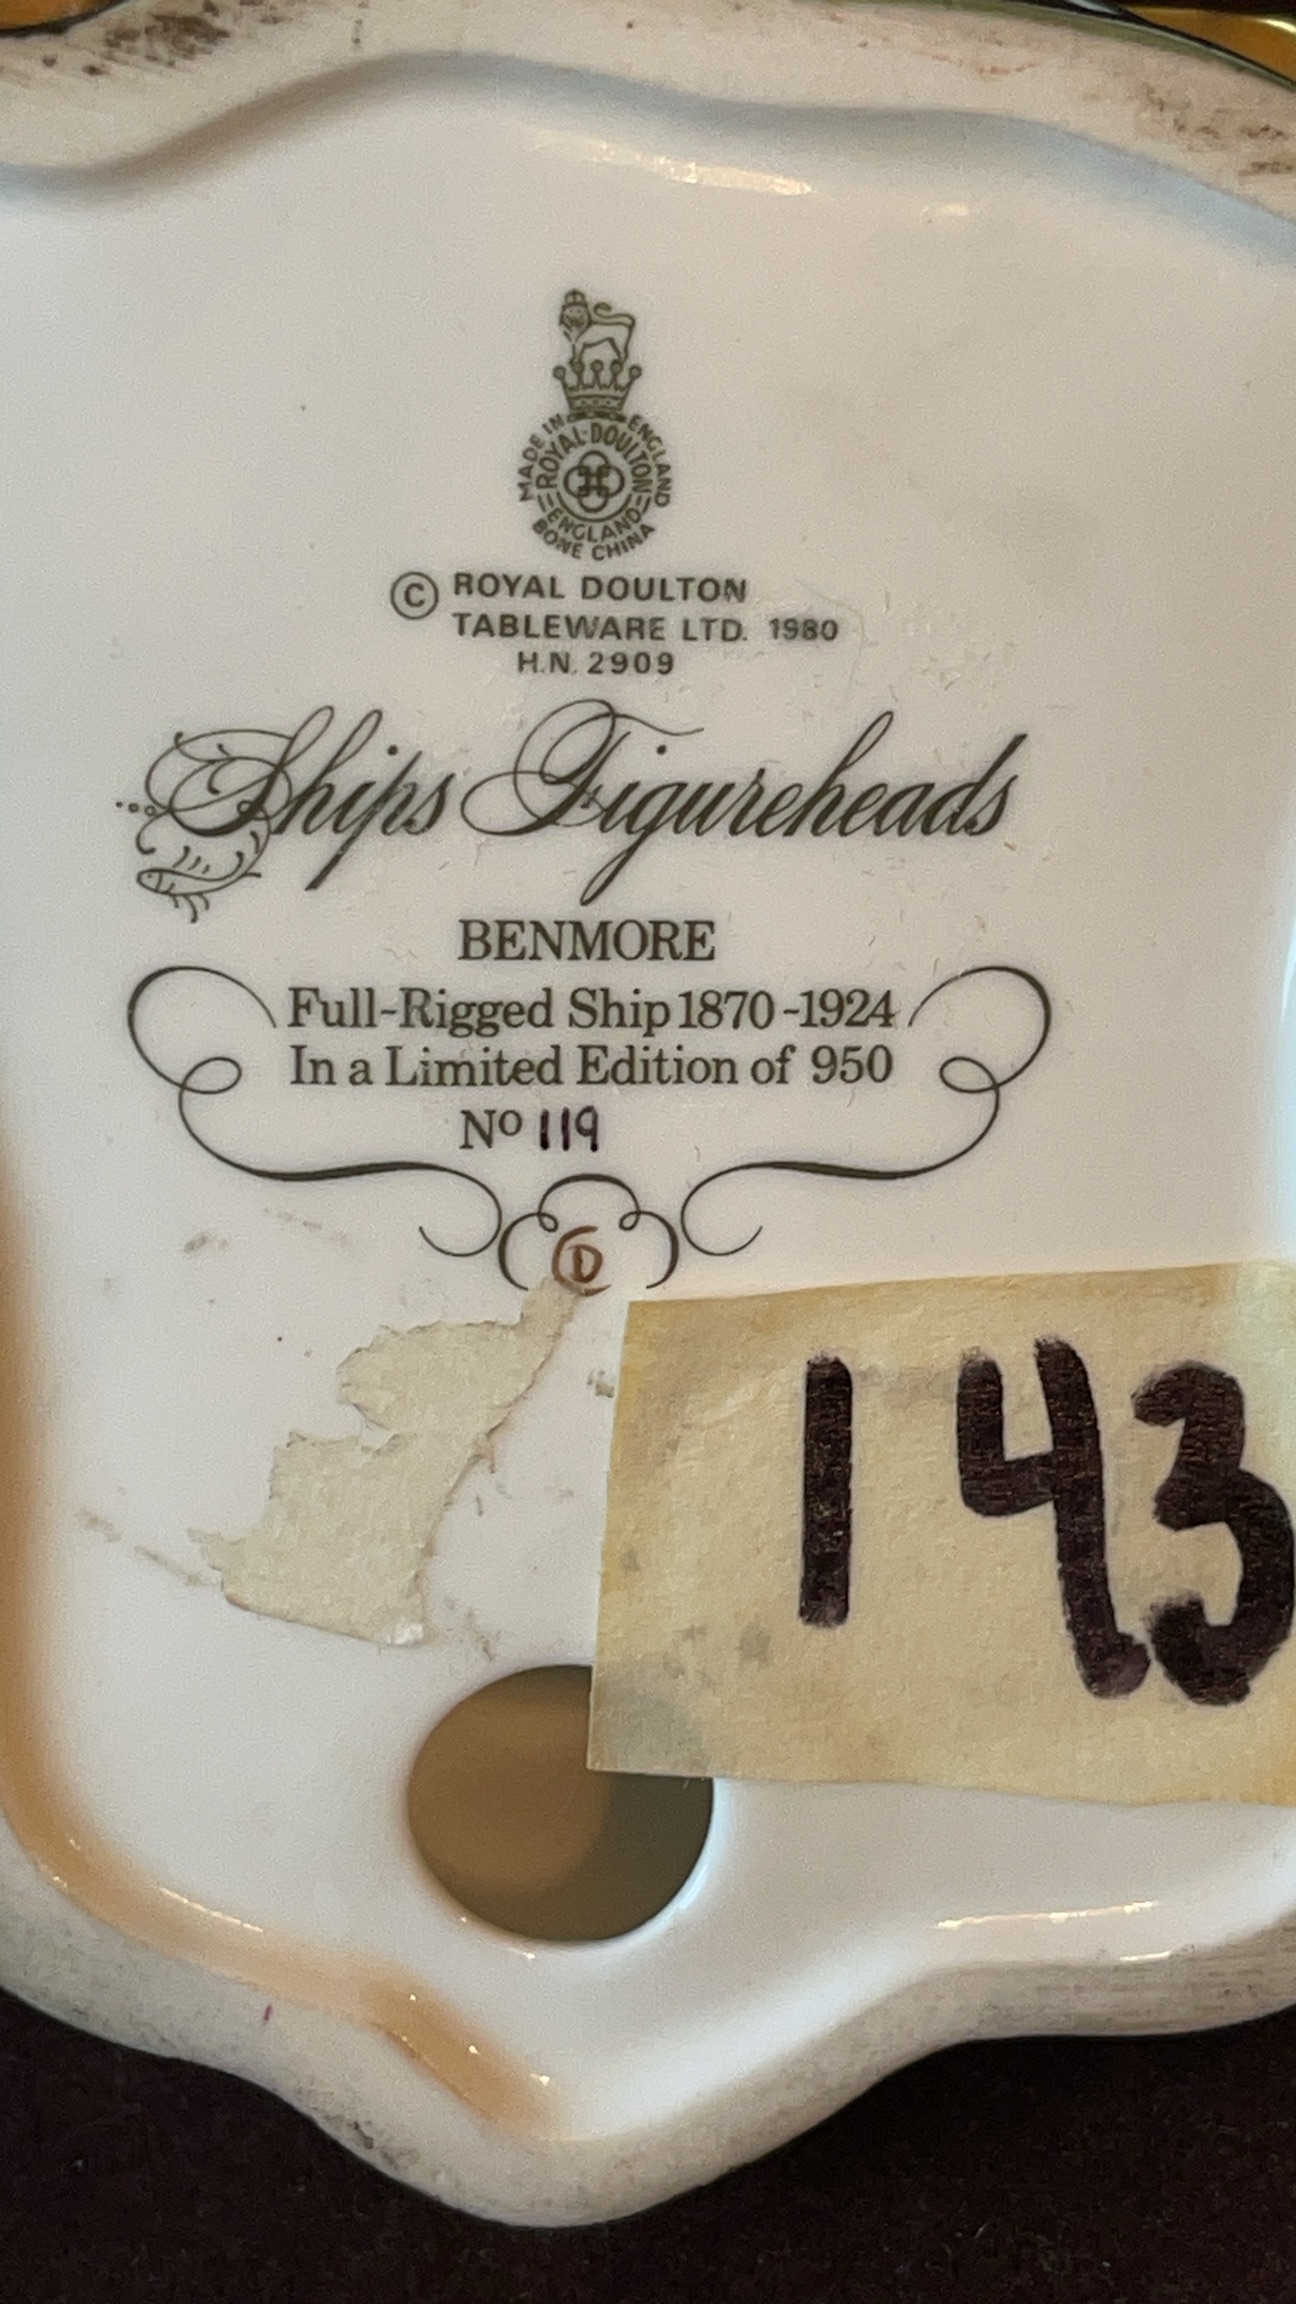 MADE IN ENGLAND
ROYAL DOULTON
ENGLAND
BONE CHINA
© ROYAL DOULTON
TABLEWARE LTD. 1980
H.N. 2909
Ships Figureheads
BENMORE
Full-Rigged Ship 1870-1924
In a Limited Edition of 950
No 119
D
143